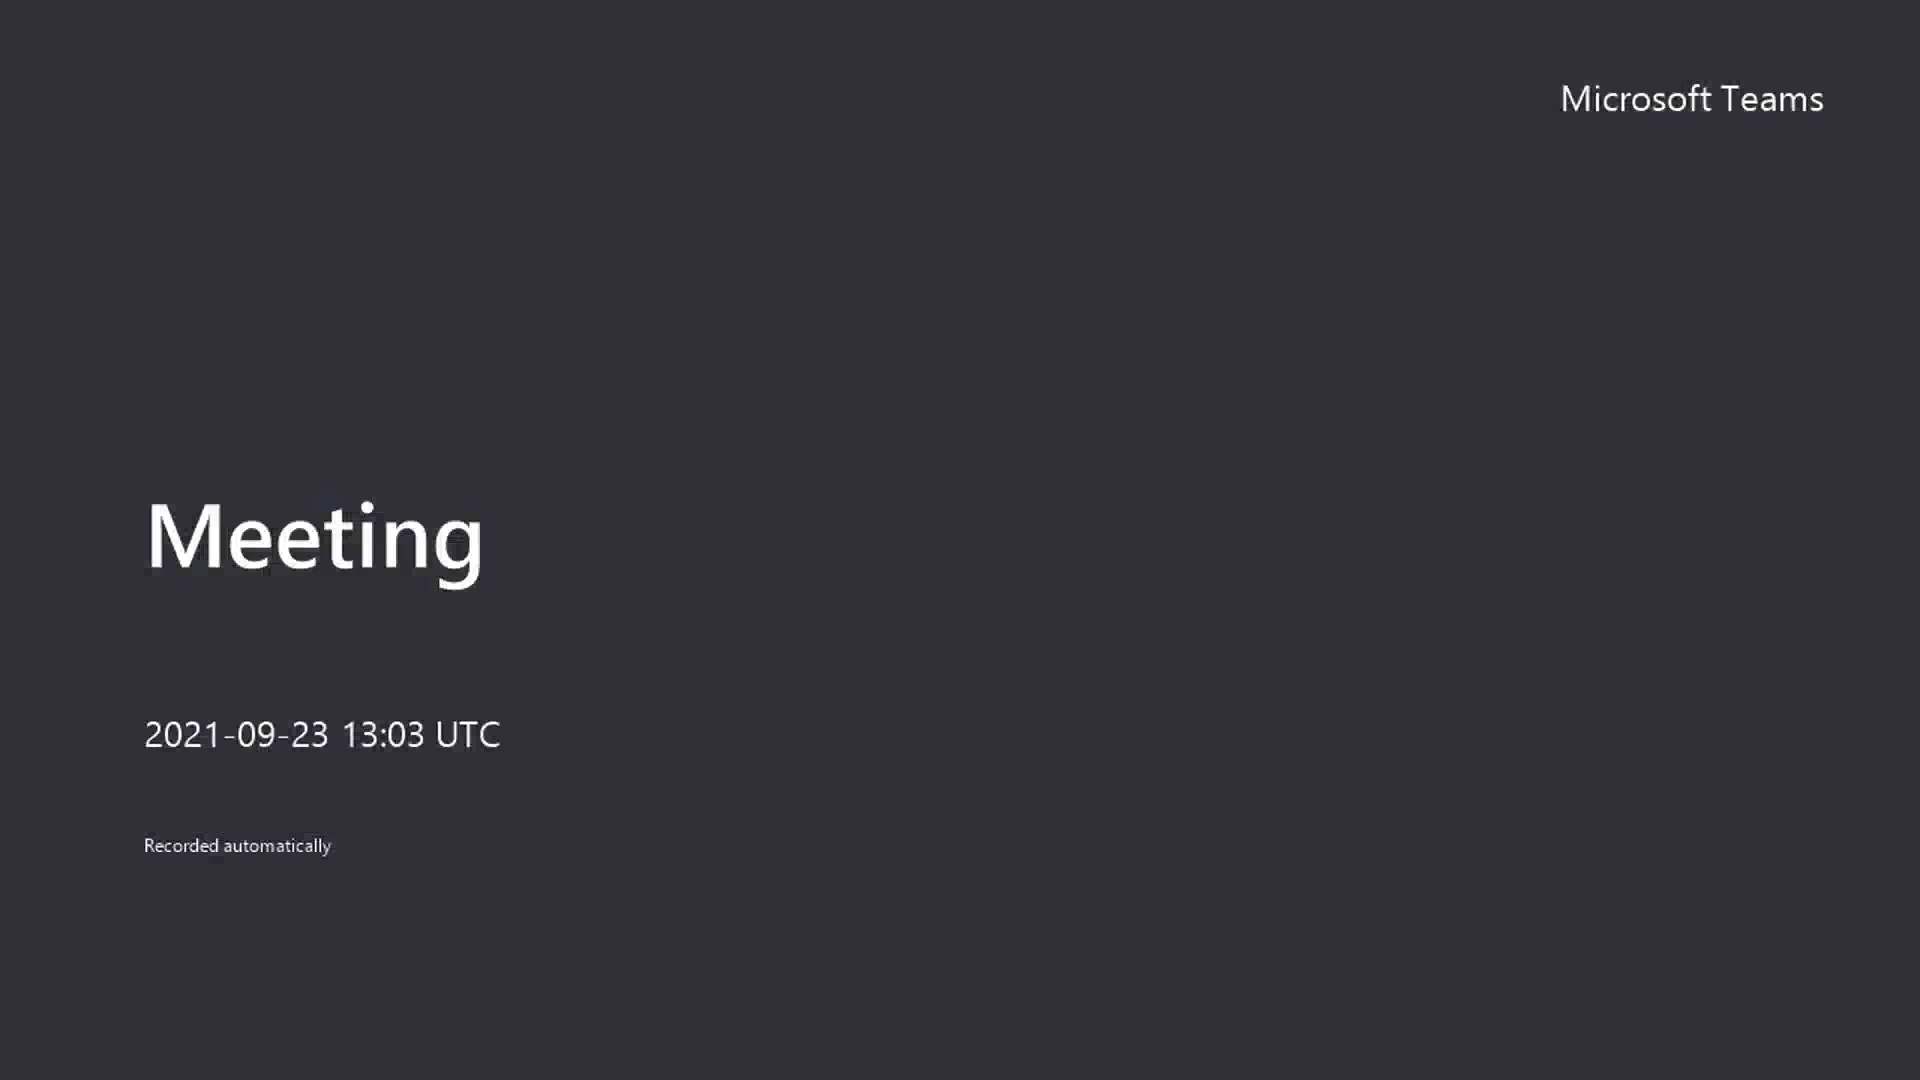 Microsoft Teams
Meeting
2021-09-23 13:03 UTC
Recorded automatically